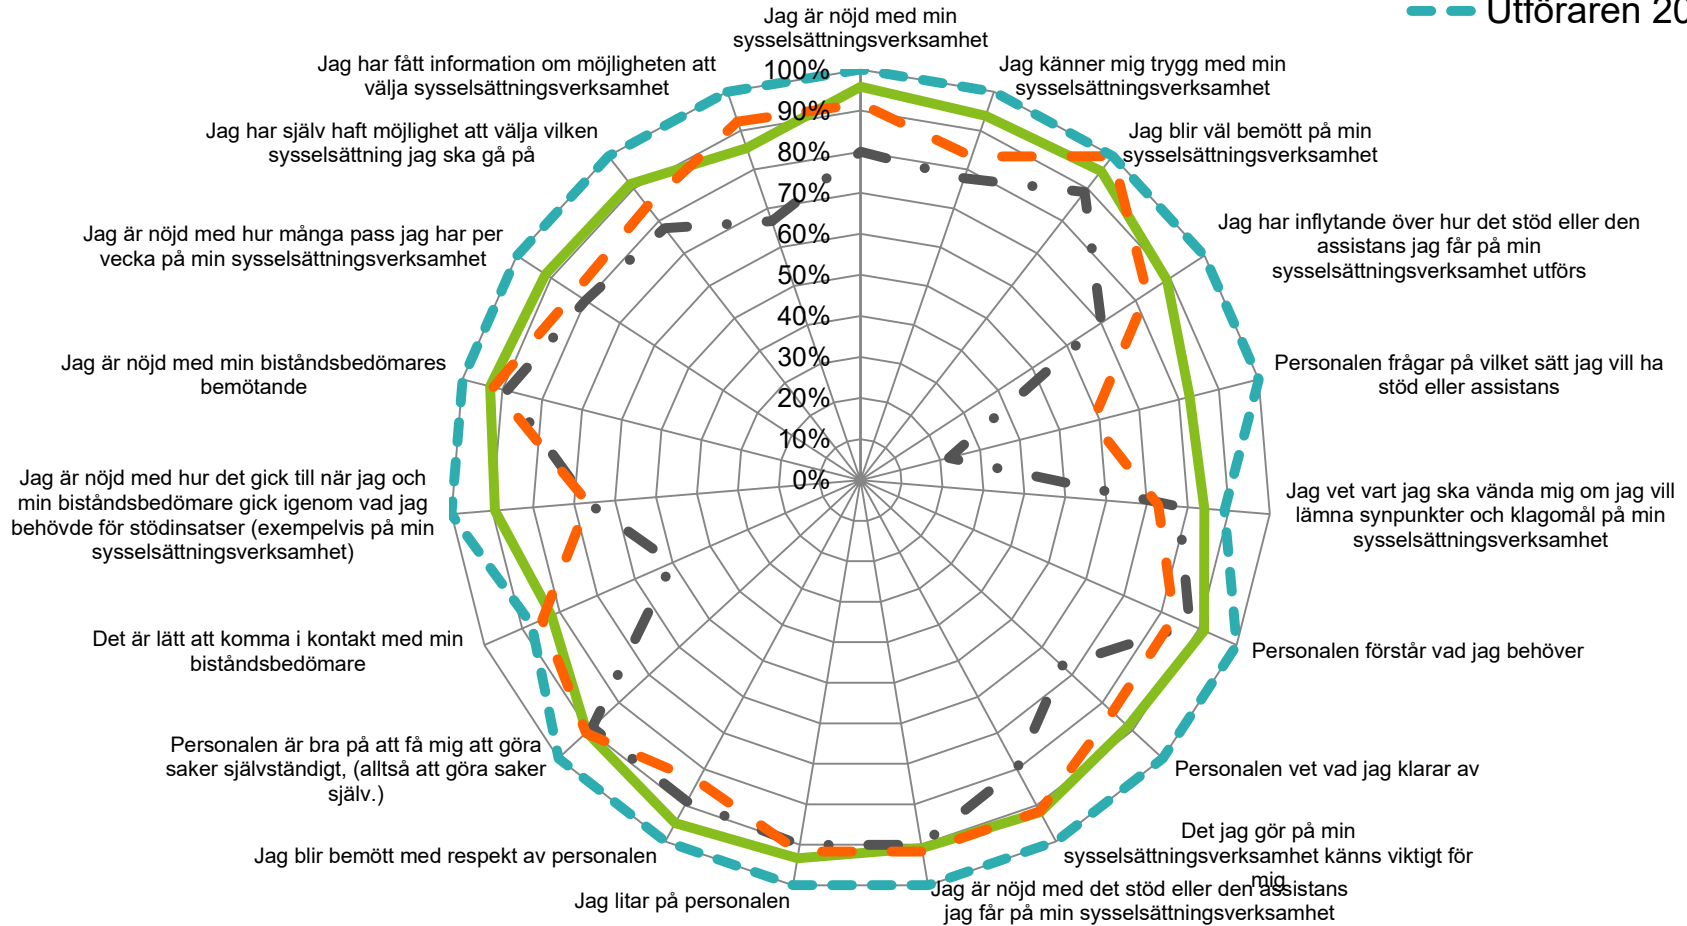 Utföraren 20
Jag är nöjd med min
sysselsättningsverksamhet
Jag känner mig trygg med min
sysselsättningsverksamhet
Jag blir väl bemött på min
sysselsättningsverksamhet
Jag har inflytande över hur det stöd eller den
assistans jag får på min
sysselsättningsverksamhet utförs
Personalen frågar på vilket sätt jag vill ha
stöd eller assistans
Jag vet vart jag ska vända mig om jag vill
lämna synpunkter och klagomål på min
sysselsättningsverksamhet
Personalen förstår vad jag behöver
Personalen vet vad jag klarar av
Det jag gör på min
sysselsättningsverksamhet känns viktigt för
mig
Jag är nöjd med det stöd eller den assistans
jag får på min sysselsättningsverksamhet
Jag litar på personalen
Jag blir bemött med respekt av personalen
Personalen är bra på att få mig att göra
saker självständigt, (alltså att göra saker
själv.)
Det är lätt att komma i kontakt med min
biståndsbedömare
Jag är nöjd med hur det gick till när jag och
min biståndsbedömare gick igenom vad jag
behövde för stödinsatser (exempelvis på min
sysselsättningsverksamhet)
Jag är nöjd med min biståndsbedömares
bemötande
Jag är nöjd med hur många pass jag har per
vecka på min sysselsättningsverksamhet
Jag har själv haft möjlighet att välja vilken
sysselsättning jag ska gå på
Jag har fått information om möjligheten att
välja sysselsättningsverksamhet
100%
90%
80%
70%
60%
50%
40%
30%
20%
10%
0%